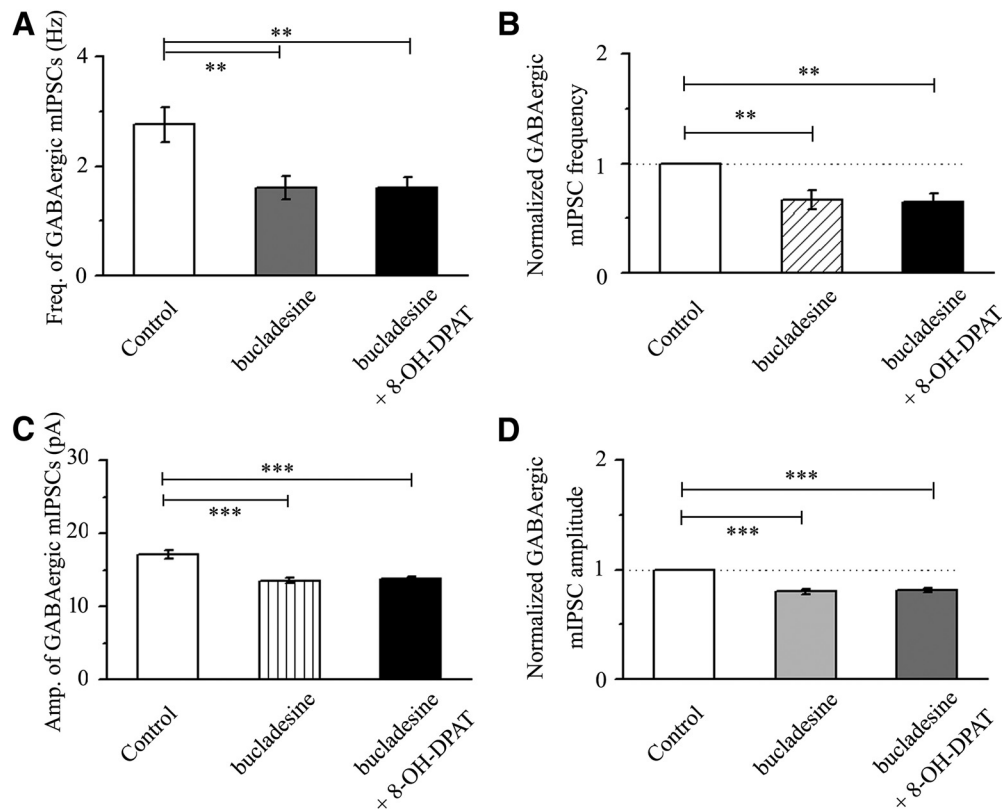 A
Freq. of GABAergic mIPSCs (Hz)
4
2
0
**
**
Control
bucladesine
bucladesine
+ 8-OH-DPAT
B
Normalized GABAergic
mIPSC frequency
2
1
0
**
**
Control
bucladesine
bucladesine
+ 8-OH-DPAT
C
Amp. of GABAergic mIPSCs (pA)
30
20
10
0
***
***
Control
bucladesine
bucladesine
+ 8-OH-DPAT
D
Normalized GABAergic
mIPSC amplitude
2
1
0
***
***
Control
bucladesine
bucladesine
+ 8-OH-DPAT